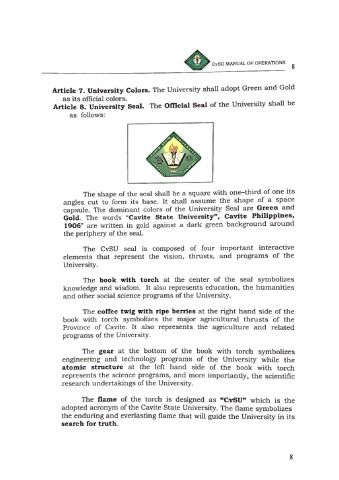 CvSU MANUAL OF OPERATIONS
8
Article 7. University Colors. The University shall adopt Green and Gold
as its official colors.
Article 8. University Seal. The Official Seal of the University shall be
as follows:
The shape of the seal shall be a square with one-third of one its
angles cut to form its base. It shall assume the shape of a space
capsule. The dominant colors of the University Seal are Green and
Gold. The words "Cavite State University", Cavite Philippines,
1906" are written in gold against a dark green background around
the periphery of the seal.
The CvSU seal is composed of four important interactive
elements that represent the vision, thrusts, and programs of the
University.
The book with torch at the center of the seal symbolizes
knowledge and wisdom. It also represents education, the humanities
and other social science programs of the University.
The coffee twig with ripe berries at the right hand side of the
book with torch symbolizes the major agricultural thrusts of the
Province of Cavite. It also represents the agriculture and related
programs of the University.
The gear at the bottom of the book with torch symbolizes
engineering and technology programs of the University while the
atomic structure at the left hand side of the book with torch
represents the science programs, and more importantly, the scientific
research undertakings of the University.
The flame of the torch is designed as "CvSU" which is the
adopted acronym of the Cavite State University. The flame symbolizes
the enduring and everlasting flame that will guide the University in its
search for truth.
8